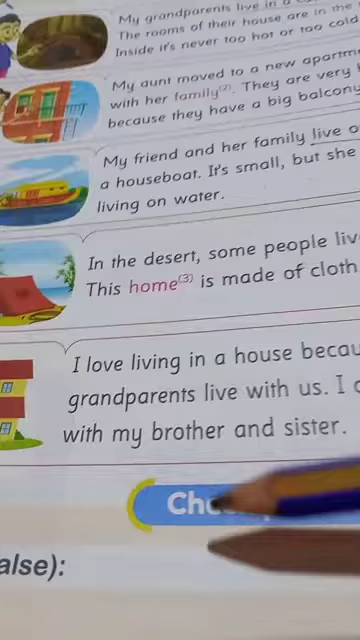 My grandparents live in a
The rooms of their house are in the
Inside it's never too hot or too cold
My aunt moved to a new apartm
with her family(2). They are very
because they have a big balcony
My friend and her family live o
a houseboat. It's small, but she
living on water.
In the desert, some people liv
This home(3) is made of cloth
I love living in a house becau
grandparents live with us. I
with my brother and sister.
alse):